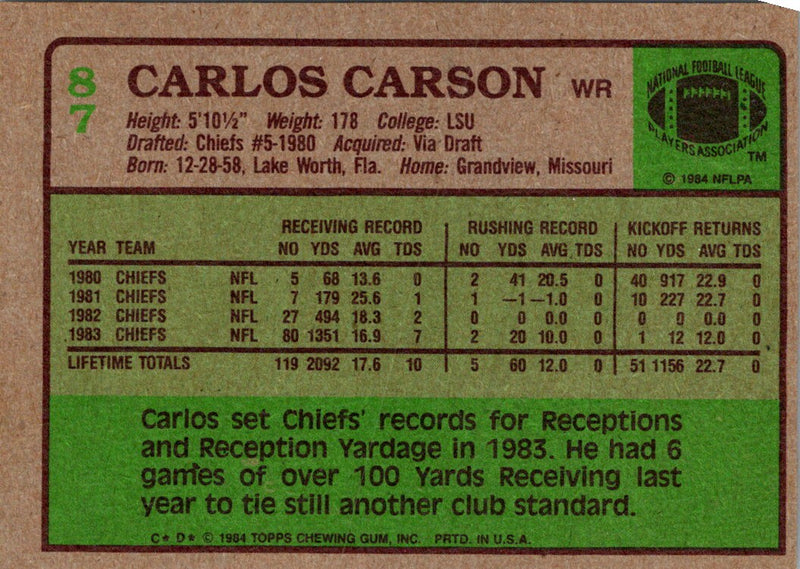 87
CARLOS CARSON WR
Height: 5'10½" Weight: 178 College: LSU
Drafted: Chiefs #5-1980 Acquired: Via Draft
Born: 12-28-58, Lake Worth, Fla. Home: Grandview, Missouri
NATIONAL FOOTBALL LEAGUE
PLAYERS ASSOCIATION
TM
© 1984 NFLPA
RECEIVING RECORD RUSHING RECORD KICKOFF RETURNS
YEAR TEAM NO YDS AVG TDS NO YDS AVG TDS NO YDS AVG TDS
1980 CHIEFS NFL 5 68 13.6 0 2 41 20.5 0 40 917 22.9 0
1981 CHIEFS NFL 7 179 25.6 1 1 –1 –1.0 0 10 227 22.7 0
1982 CHIEFS NFL 27 494 18.3 2 0 0 0.0 0 0 0 0.0 0
1983 CHIEFS NFL 80 1351 16.9 7 2 20 10.0 0 1 12 12.0 0
LIFETIME TOTALS 119 2092 17.6 10 5 60 12.0 0 51 1156 22.7 0
Carlos set Chiefs' records for Receptions
and Reception Yardage in 1983. He had 6
games of over 100 Yards Receiving last
year to tie still another club standard.
C* D* © 1984 TOPPS CHEWING GUM, INC. PRTD. IN U.S.A.